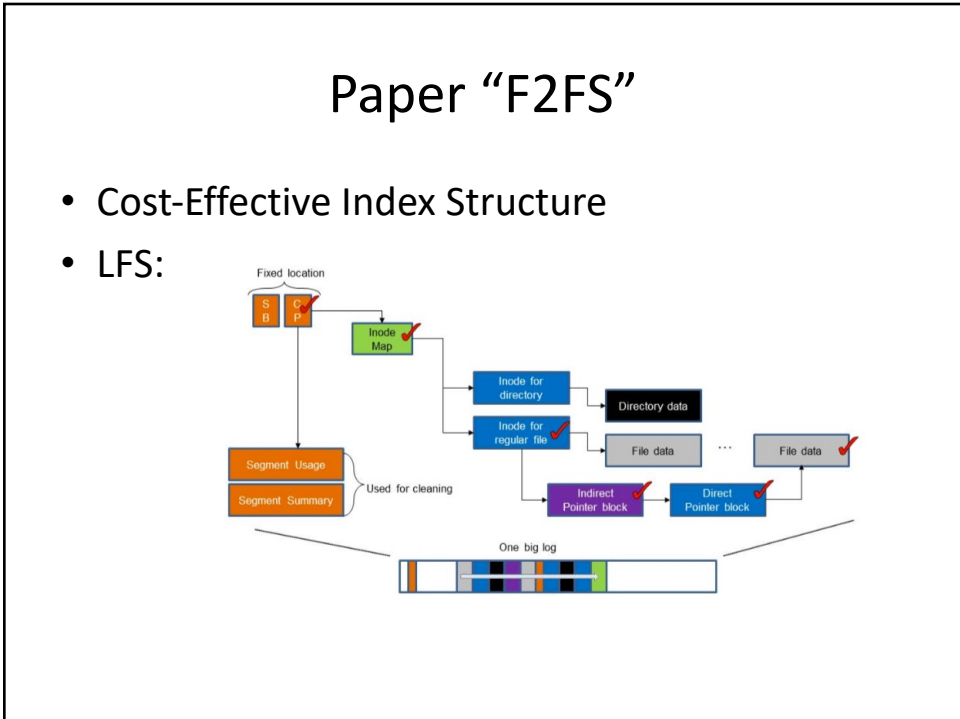 Paper “F2FS”
• Cost-Effective Index Structure
• LFS:
Fixed location
S
B
C
P
Inode
Map
Inode for
directory
Directory data
Inode for
regular file
File data
...
File data
Segment Usage
Segment Summary
Used for cleaning
Indirect
Pointer block
Direct
Pointer block
One big log